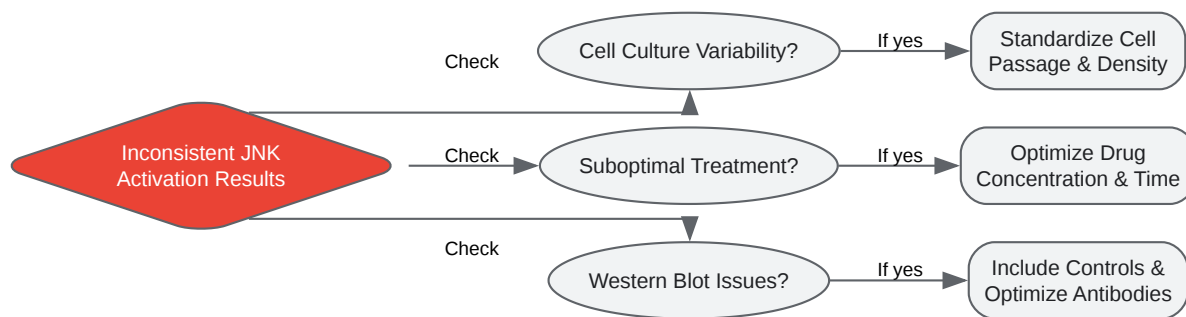 Cell Culture Variability?
If yes
Standardize Cell
Passage & Density
Check
Inconsistent JNK
Activation Results
Check
Suboptimal Treatment?
If yes
Optimize Drug
Concentration & Time
Check
Western Blot Issues?
If yes
Include Controls &
Optimize Antibodies